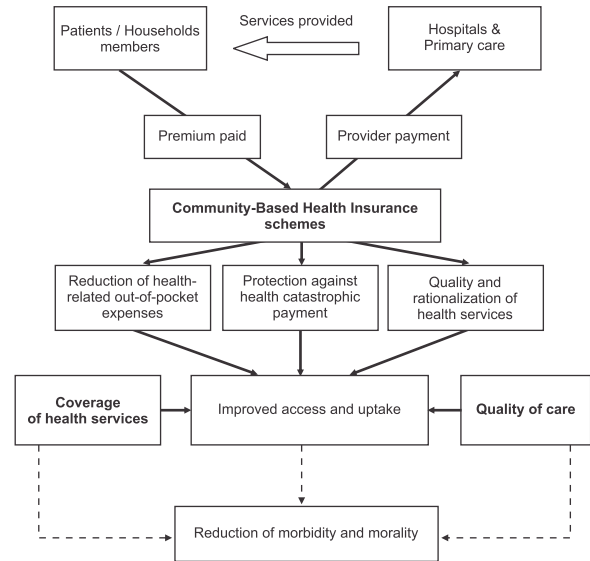 Services provided
Patients / Households
members
Hospitals &
Primary care
Premium paid
Provider payment
Community-Based Health Insurance
schemes
Reduction of health-
related out-of-pocket
expenses
Protection against
health catastrophic
payment
Quality and
rationalization of
health services
Coverage
of health services
Improved access and uptake
Quality of care
Reduction of morbidity and morality